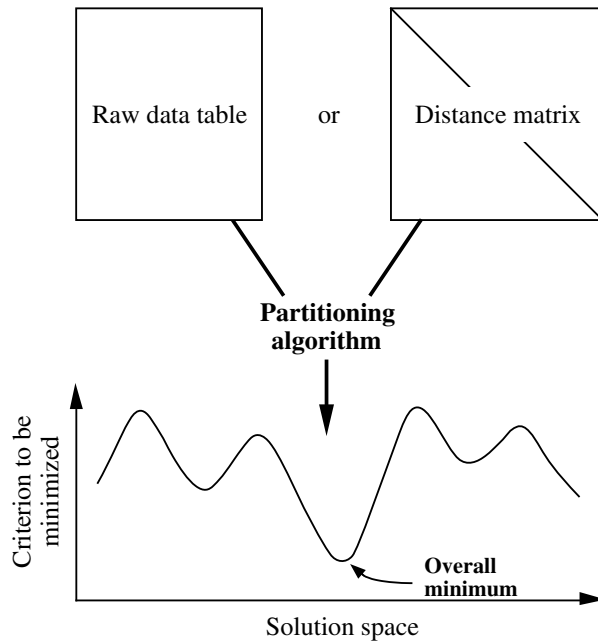 Raw data table
or
Distance matrix
Partitioning
algorithm
Criterion to be
minimized
Overall
minimum
Solution space